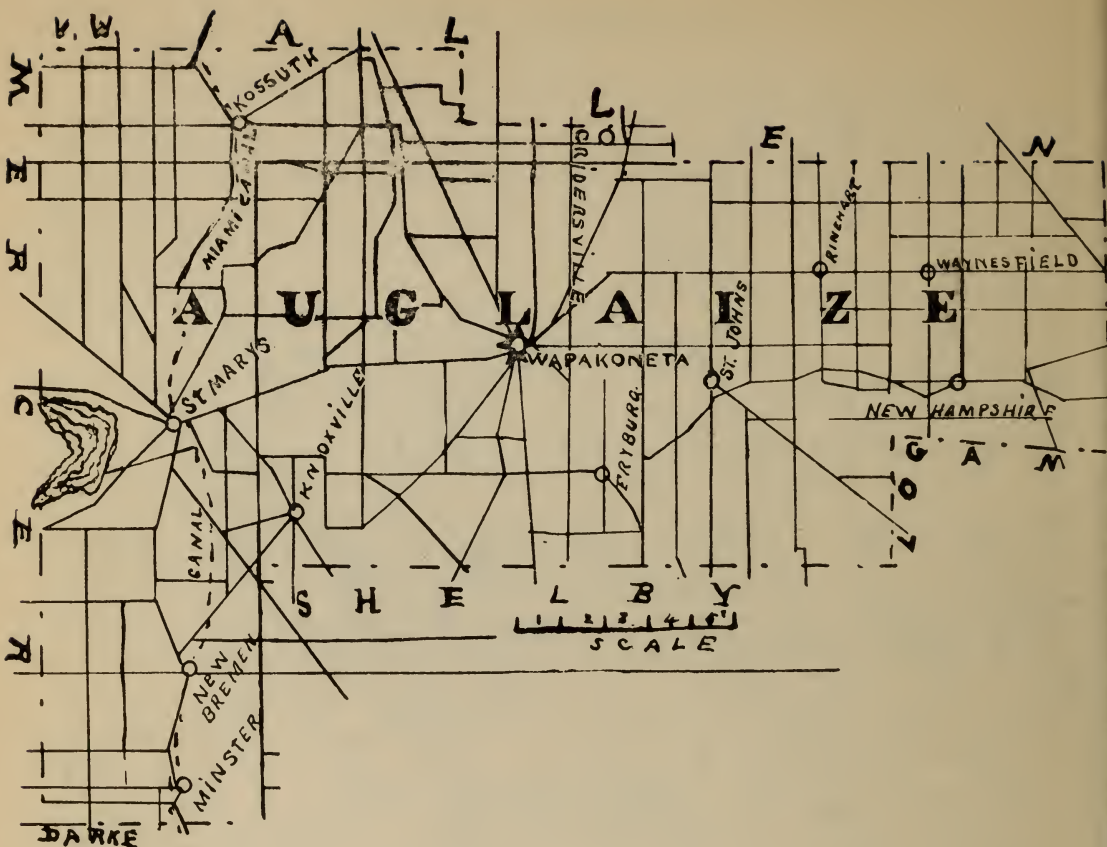 V. W.
A L L E N
M E R C E R
KOSSUTH
MIAMI CANAL
CRIDERSVILLE
RINEHART
WAYNESFIELD
A U G L A I Z E
ST. JOHNS
WAPAKONETA
ST MARYS
NEW HAMPSHIRE
KNOXVILLE
FRYBURG
L O G A N
CANAL
S H E L B Y
1 2 3 4 5
SCALE
NEW
BREMEN
MINSTER
DARKE